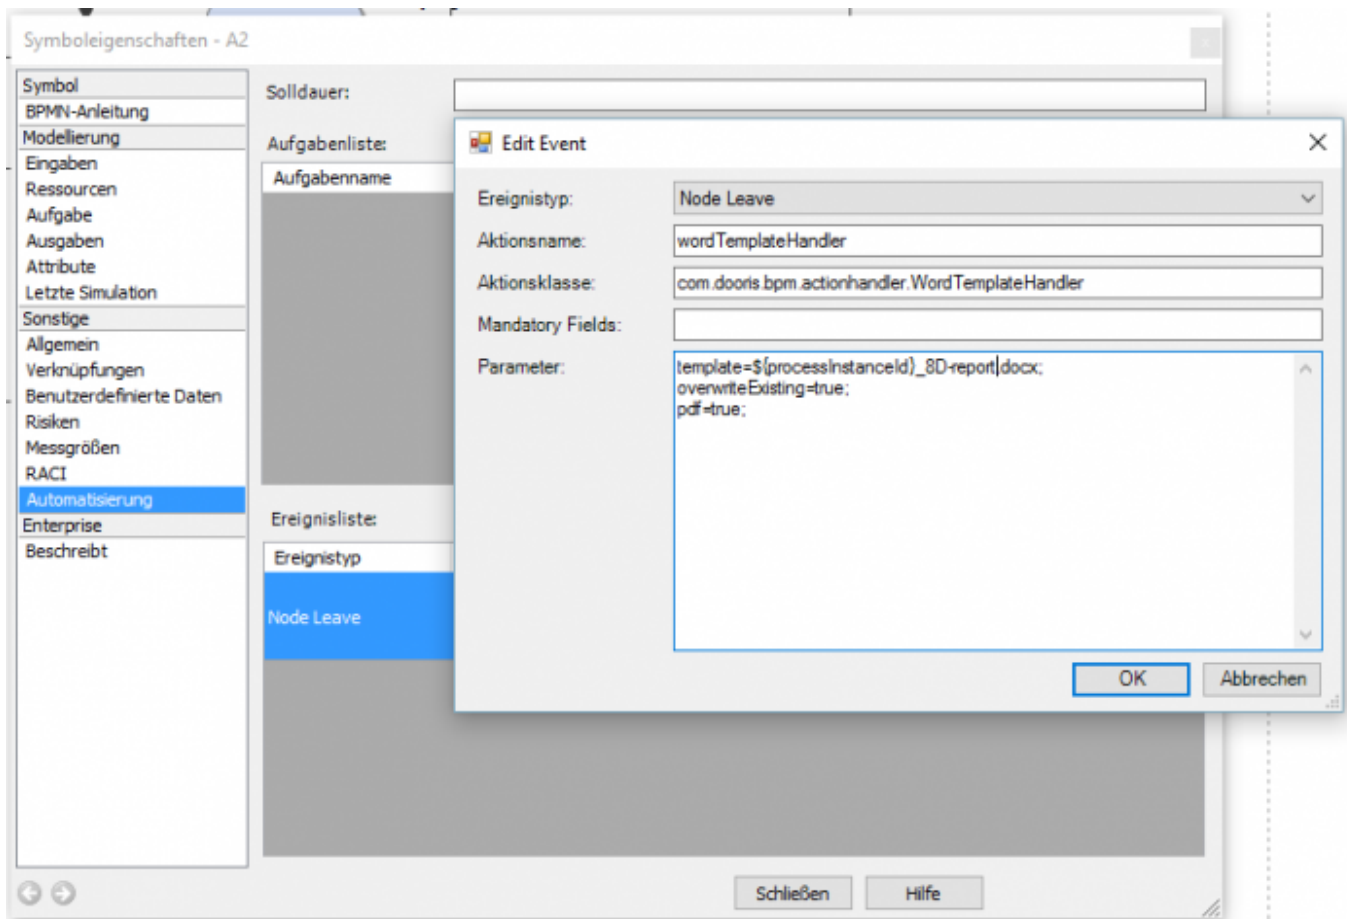 Symboleigenschaften - A2
Symbol
BPMN-Anleitung
Modellierung
Eingaben
Ressourcen
Aufgabe
Ausgaben
Attribute
Letzte Simulation
Sonstige
Allgemein
Verknüpfungen
Benutzerdefinierte Daten
Risiken
Messgrößen
RACI
Automatisierung
Enterprise
Beschreibt
Solldauer:
Aufgabenliste:
Aufgabenname
Ereignisliste:
Ereignistyp
Node Leave
Edit Event
Ereignistyp: Node Leave
Aktionsname: wordTemplateHandler
Aktionsklasse: com.dooris.bpm.actionhandler.WordTemplateHandler
Mandatory Fields:
Parameter: template=${processInstanceId}_8D-report.docx;
overwriteExisting=true;
pdf=true;
OK Abbrechen
Schließen Hilfe